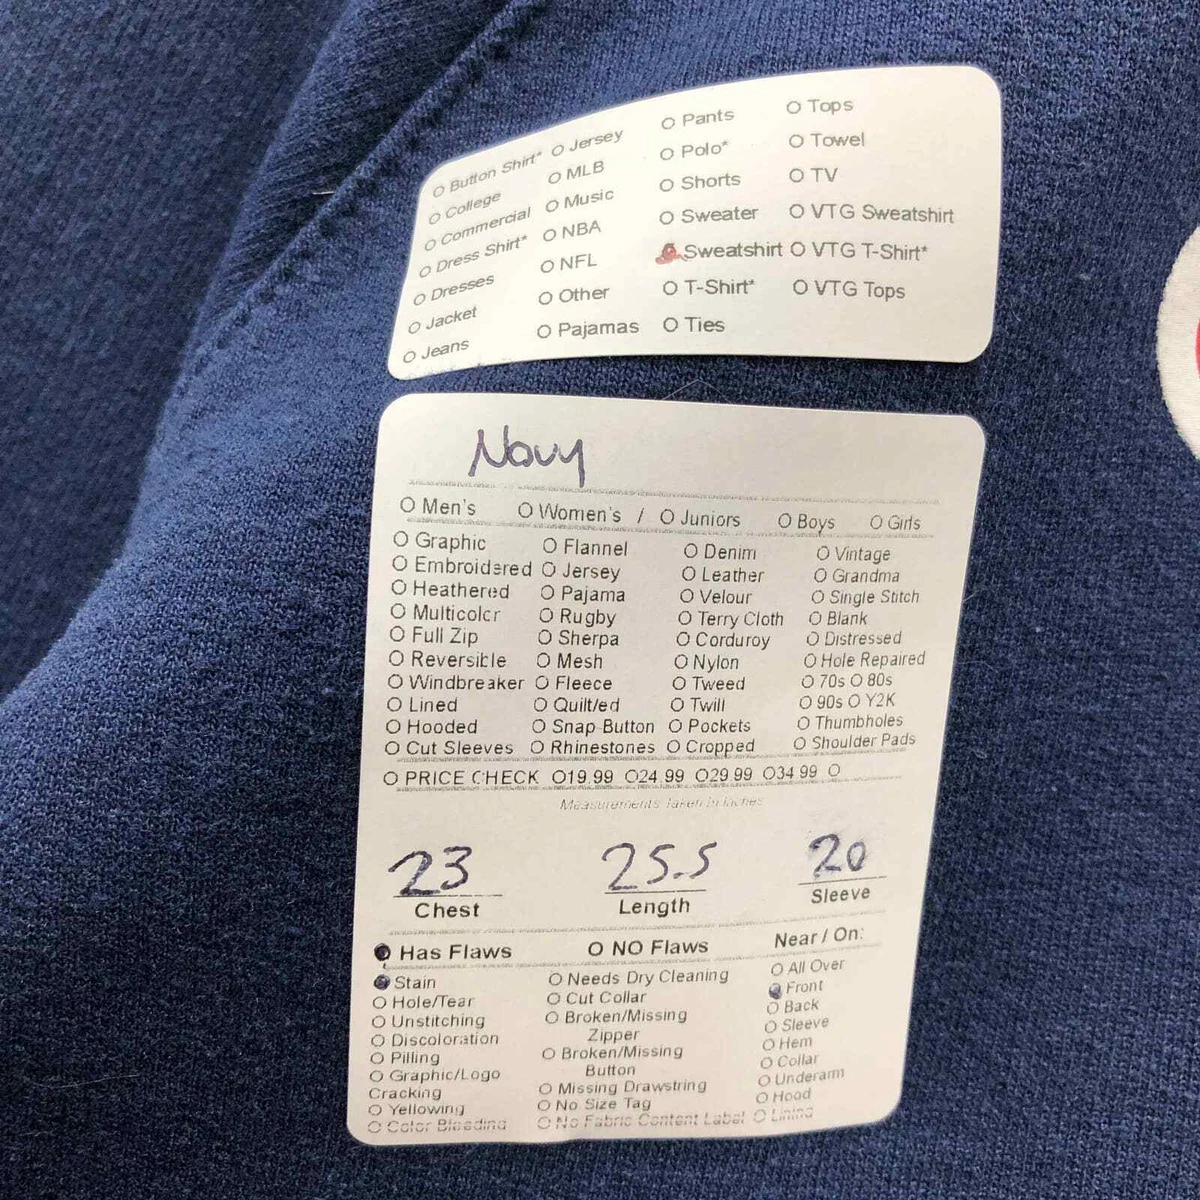 Button Shirt* Jersey Pants Tops
College MLB Polo* Towel
Commercial Music Shorts TV
Dress Shirt* NBA Sweater VTG Sweatshirt
Dresses NFL Sweatshirt VTG T-Shirt*
Jacket Other T-Shirt* VTG Tops
Jeans Pajamas Ties
Navy
Men's Women's / Juniors Boys Girls
Graphic Flannel Denim Vintage
Embroidered Jersey Leather Grandma
Heathered Pajama Velour Single Stitch
Multicolor Rugby Terry Cloth Blank
Full Zip Sherpa Corduroy Distressed
Reversible Mesh Nylon Hole Repaired
Windbreaker Fleece Tweed 70s 80s
Lined Quilt/ed Twill 90s Y2K
Hooded Snap Button Pockets Thumbholes
Cut Sleeves Rhinestones Cropped Shoulder Pads
PRICE CHECK 19.99 24.99 29.99 34.99
Measurements Taken In Inches
23 25.5 20
Chest Length Sleeve
Has Flaws NO Flaws Near / On:
Stain Needs Dry Cleaning All Over
Hole/Tear Cut Collar Front
Unstitching Broken/Missing Back
Discoloration Zipper Sleeve
Pilling Broken/Missing Hem
Graphic/Logo Button Collar
Cracking Missing Drawstring Underarm
Yellowing No Size Tag Hood
Color Bleeding No Fabric Content Label Lining